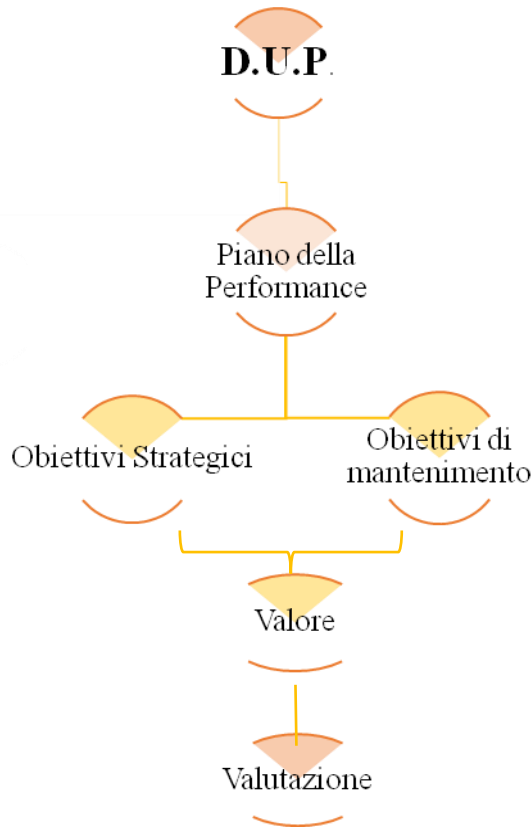 D.U.P.
Piano della
Performance
Obiettivi Strategici
Obiettivi di
mantenimento
Valore
Valutazione